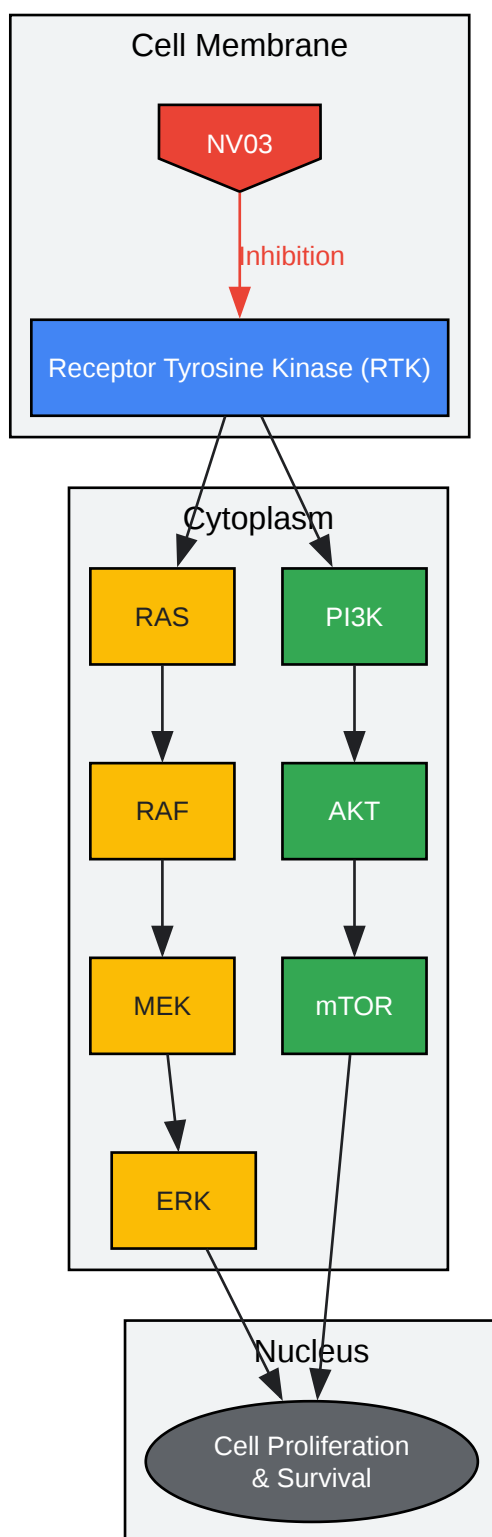 Cell Membrane
NV03
Inhibition
Receptor Tyrosine Kinase (RTK)
Cytoplasm
RAS
PI3K
RAF
AKT
MEK
mTOR
ERK
Nucleus
Cell Proliferation
& Survival